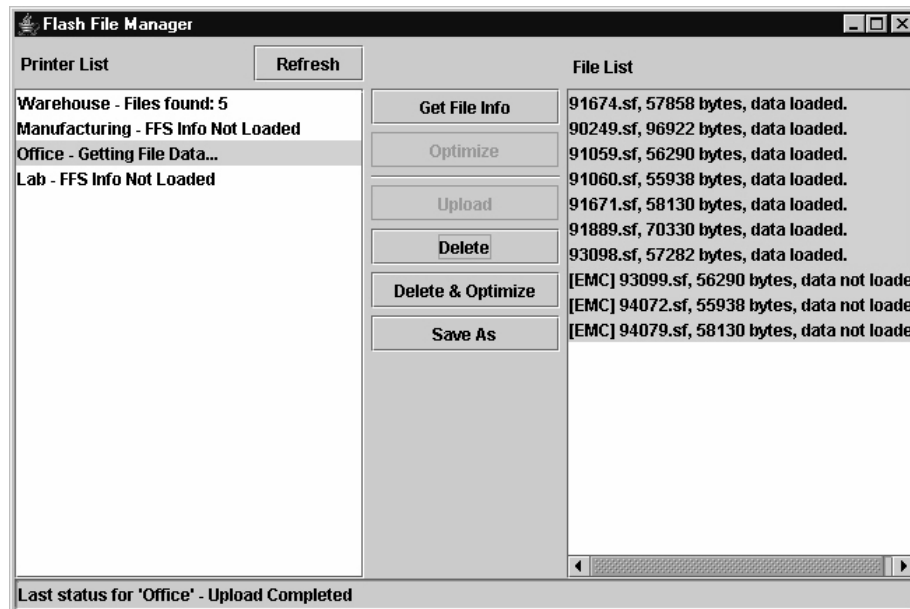 Flash File Manager
Printer List
Refresh
File List
Warehouse - Files found: 5
Manufacturing - FFS Info Not Loaded
Office - Getting File Data...
Lab - FFS Info Not Loaded
Get File Info
Optimize
Upload
Delete
Delete & Optimize
Save As
91674.sf, 57858 bytes, data loaded.
90249.sf, 96922 bytes, data loaded.
91059.sf, 56290 bytes, data loaded.
91060.sf, 55938 bytes, data loaded.
91671.sf, 58130 bytes, data loaded.
91889.sf, 70330 bytes, data loaded.
93098.sf, 57282 bytes, data loaded.
[EMC] 93099.sf, 56290 bytes, data not loade
[EMC] 94072.sf, 55938 bytes, data not loade
[EMC] 94079.sf, 58130 bytes, data not loade
Last status for 'Office' - Upload Completed